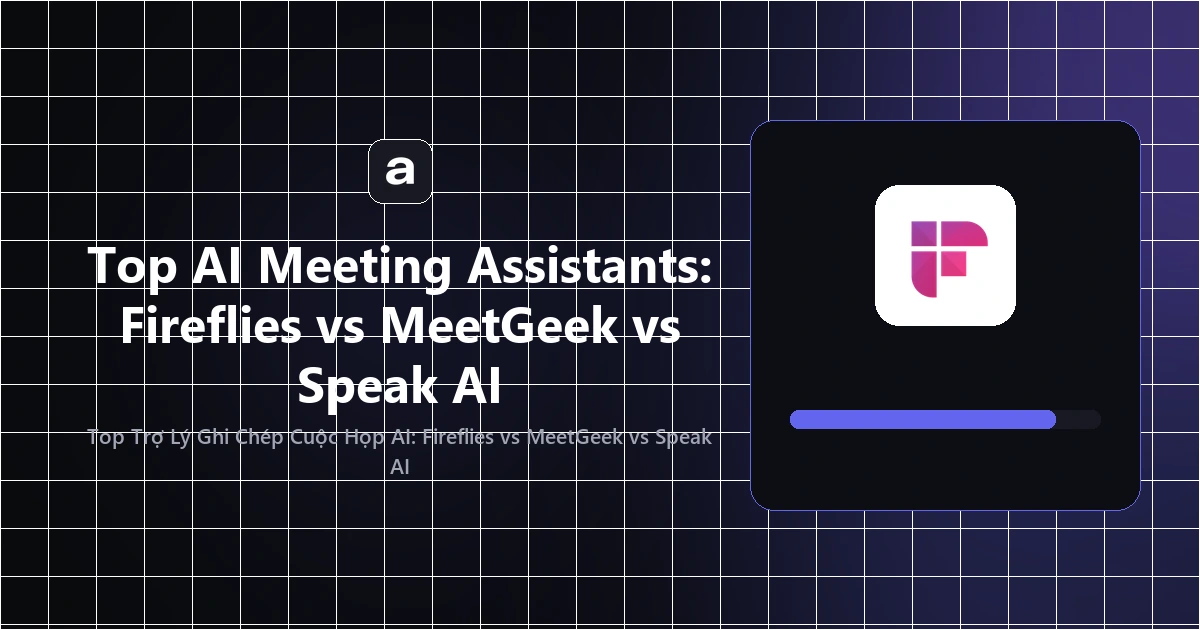 a
Top AI Meeting Assistants:
Fireflies vs MeetGeek vs
Speak AI
Top Trợ Lý Ghi Chép Cuộc Họp AI: Fireflies vs MeetGeek vs Speak
AI